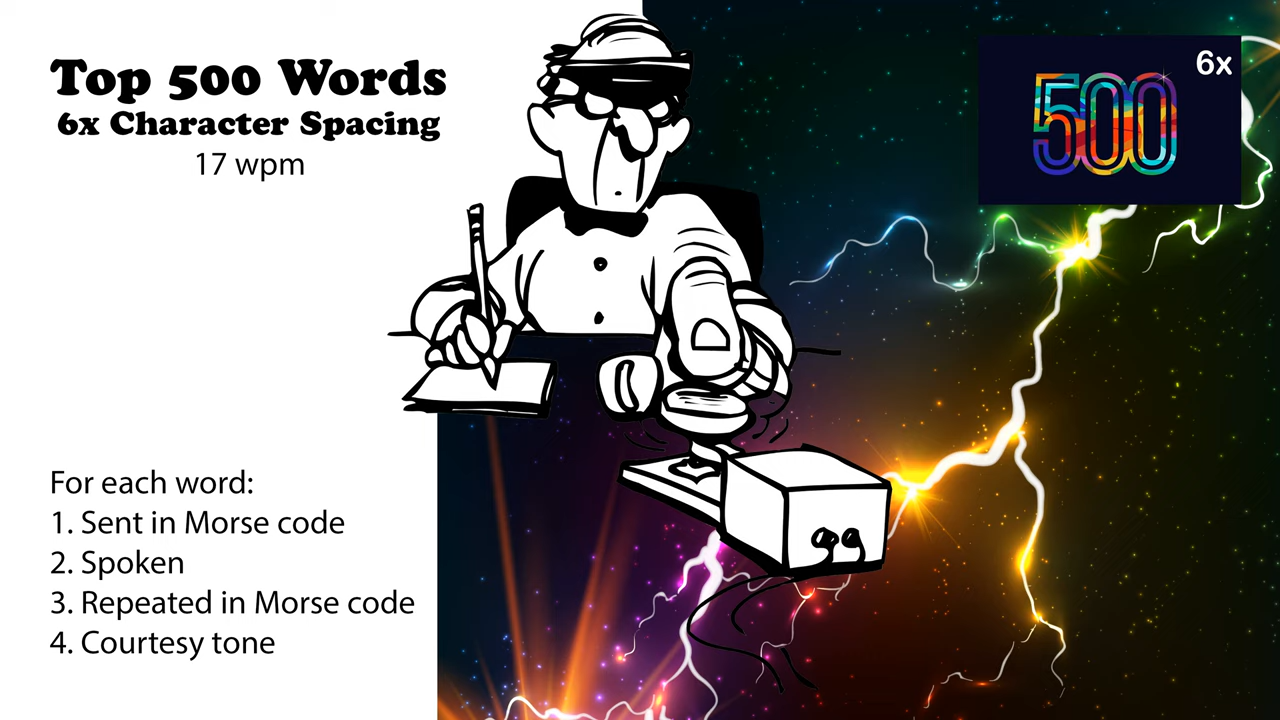 Top 500 Words
6x Character Spacing
17 wpm
6x
500
For each word:
1. Sent in Morse code
2. Spoken
3. Repeated in Morse code
4. Courtesy tone